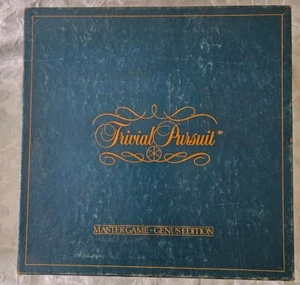 Trivial Pursuit
MASTER GAME - GENUS EDITION